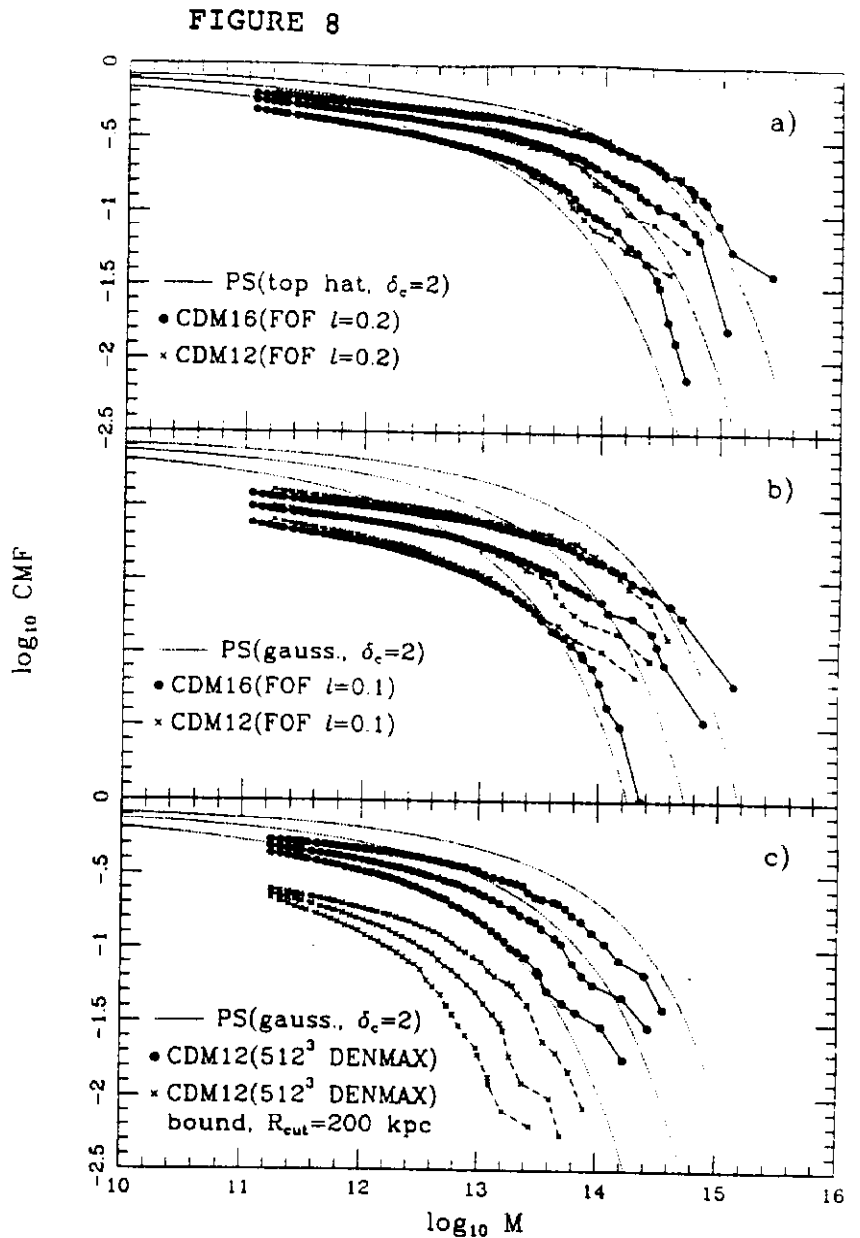 FIGURE 8
0
-.5
-1
-1.5
-2
-2.5
a)
PS(top hat, δc=2)
CDM16(FOF l=0.2)
CDM12(FOF l=0.2)
b)
PS(gauss., δc=2)
CDM16(FOF l=0.1)
CDM12(FOF l=0.1)
log10 CMF
0
-.5
-1
-1.5
-2
-2.5
c)
PS(gauss., δc=2)
CDM12(512³ DENMAX)
CDM12(512³ DENMAX)
bound, Rcut=200 kpc
10 11 12 13 14 15 16
log10 M